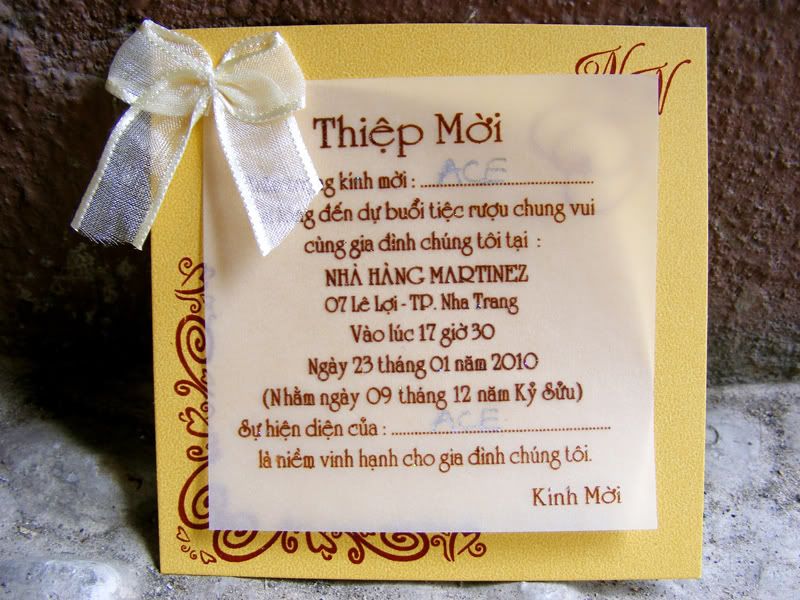 NN
Thiệp Mời
kính mời : ACE
đến dự buổi tiệc rượu chung vui
cùng gia đình chúng tôi tại :
NHÀ HÀNG MARTINEZ
07 Lê Lợi - TP. Nha Trang
Vào lúc 17 giờ 30
Ngày 23 tháng 01 năm 2010
(Nhằm ngày 09 tháng 12 năm Kỷ Sửu)
Sự hiện diện của : ACE
là niềm vinh hạnh cho gia đình chúng tôi.
Kính Mời